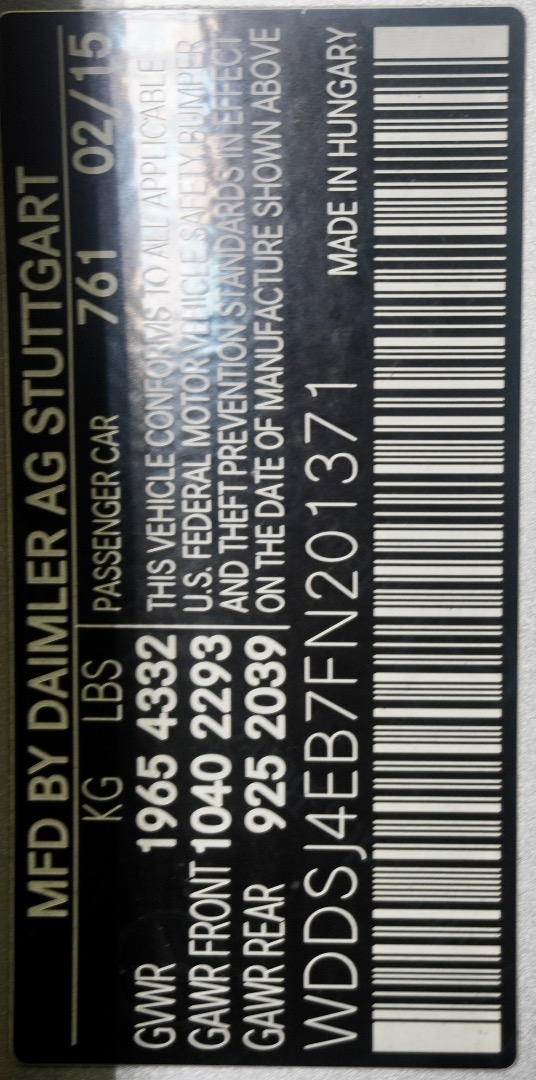 MFD BY DAIMLER AG STUTTGART
KG LBS PASSENGER CAR 761 02/15
GVWR 1965 4332 THIS VEHICLE CONFORMS TO ALL APPLICABLE
GAWR FRONT 1040 2293 U.S. FEDERAL MOTOR VEHICLE SAFELY BUMPER
GAWR REAR 925 2039 AND THEFT PREVENTION STANDARDS IN EFFECT
ON THE DATE OF MANUFACTURE SHOWN ABOVE
WDDSJ4EB7FN201371 MADE IN HUNGARY